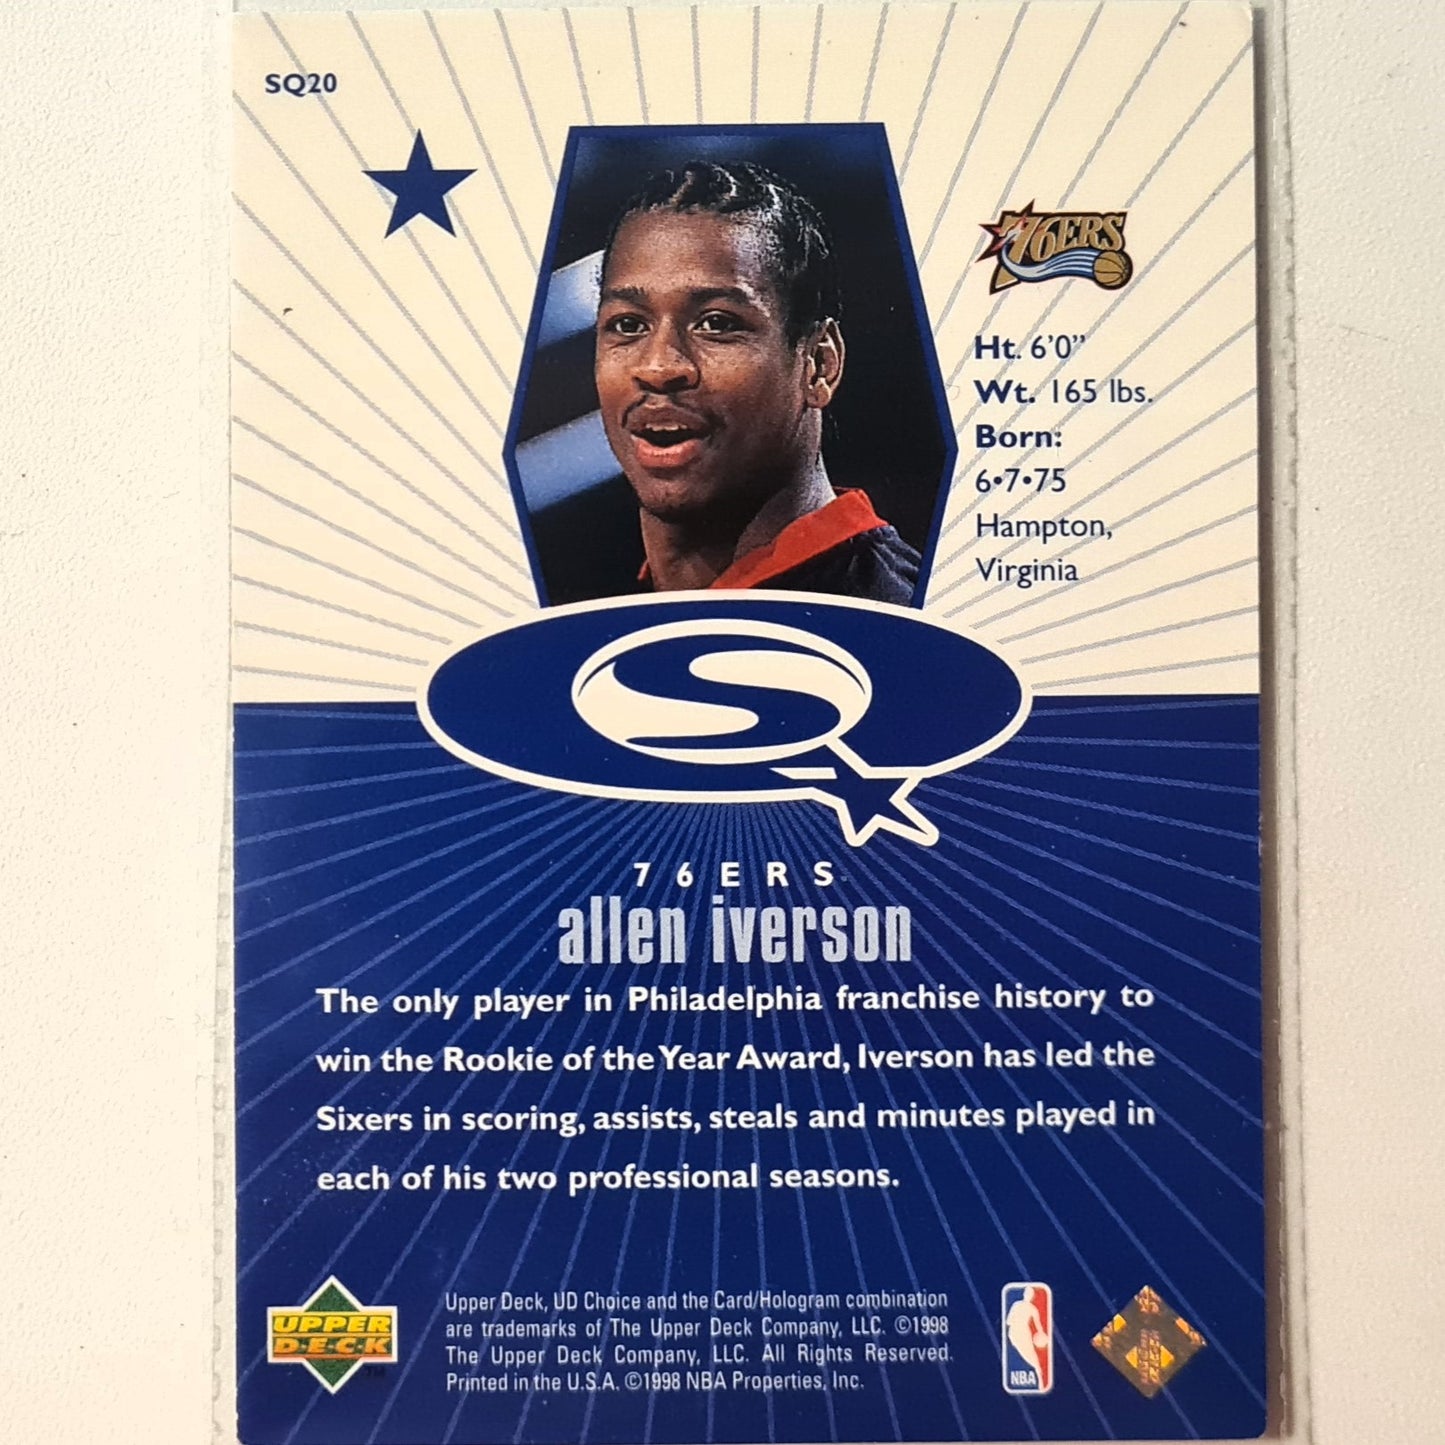 SQ20
76ERS
Ht. 6'0"
Wt. 165 lbs.
Born:
6•7•75
Hampton,
Virginia
S
76ERS
allen iverson
The only player in Philadelphia franchise history to
win the Rookie of the Year Award, Iverson has led the
Sixers in scoring, assists, steals and minutes played in
each of his two professional seasons.
UPPER
D•E•C•K
TM
Upper Deck, UD Choice and the Card/Hologram combination
are trademarks of The Upper Deck Company, LLC. ©1998
The Upper Deck Company, LLC. All Rights Reserved.
Printed in the U.S.A. ©1998 NBA Properties, Inc.
NBA